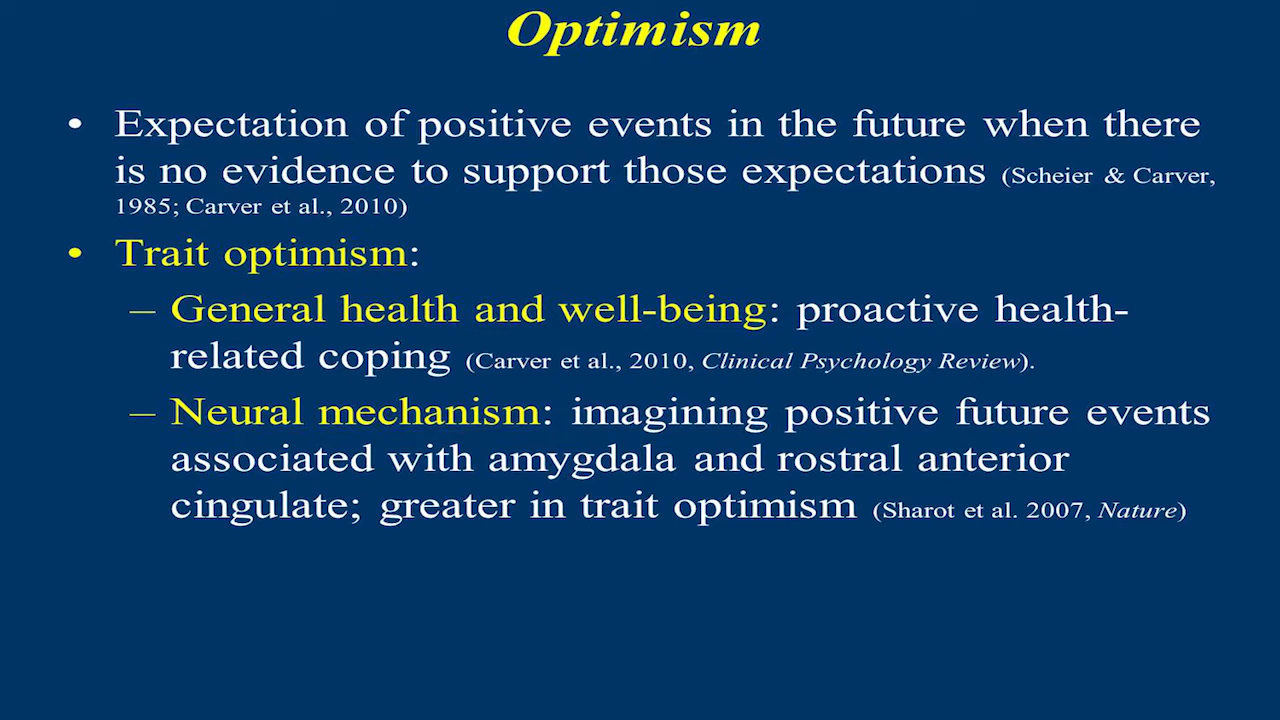 Optimism
• Expectation of positive events in the future when there
is no evidence to support those expectations (Scheier & Carver,
1985; Carver et al., 2010)
• Trait optimism:
– General health and well-being: proactive health-
related coping (Carver et al., 2010, Clinical Psychology Review).
– Neural mechanism: imagining positive future events
associated with amygdala and rostral anterior
cingulate; greater in trait optimism (Sharot et al. 2007, Nature)